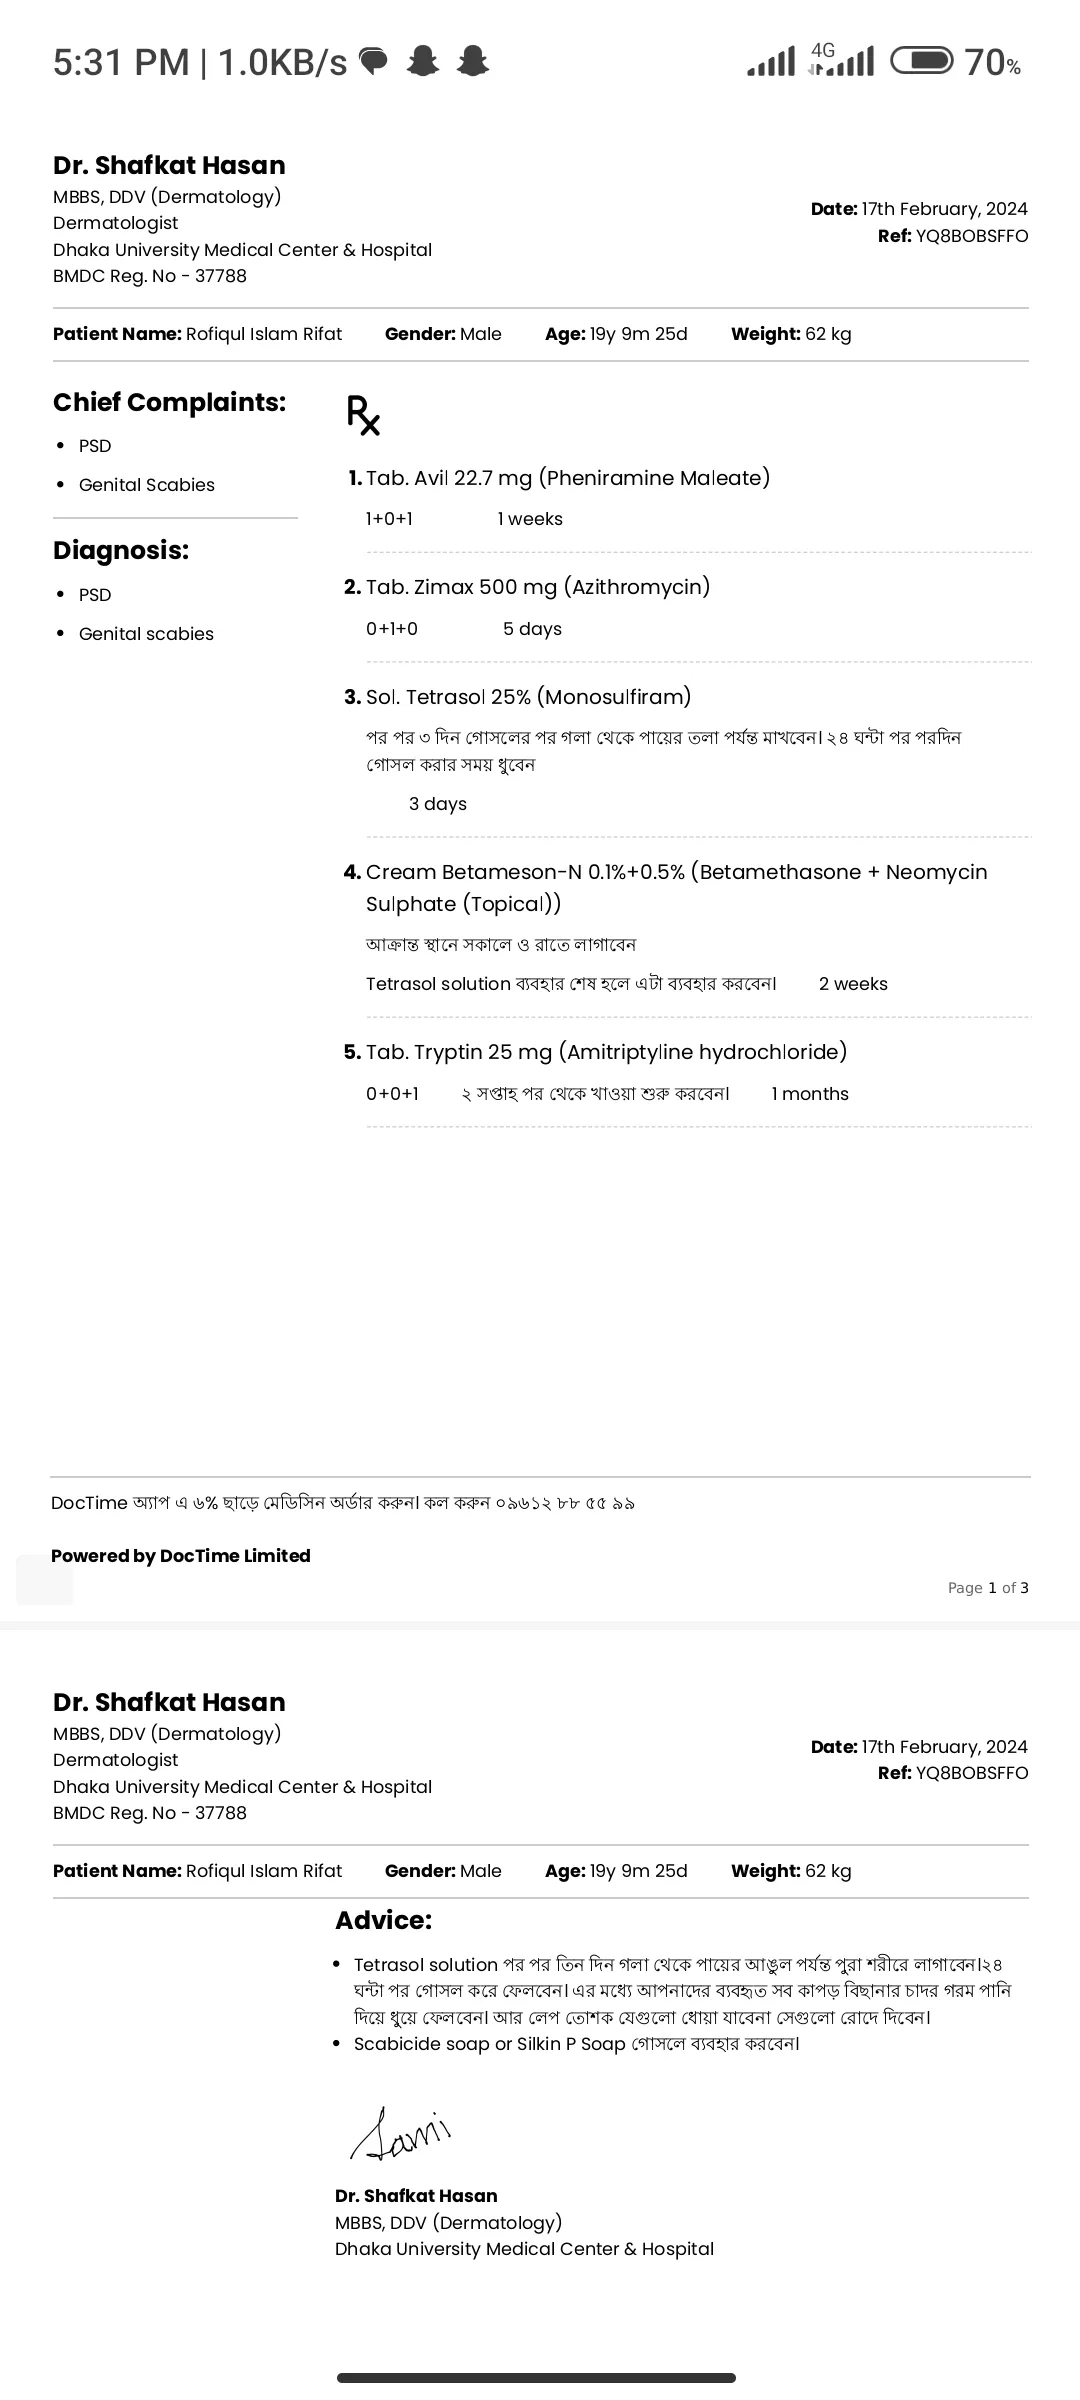 5:31 PM | 1.0KB/s 4G 70%
Dr. Shafkat Hasan
MBBS, DDV (Dermatology)
Dermatologist
Dhaka University Medical Center & Hospital
BMDC Reg. No - 37788
Date: 17th February, 2024
Ref: YQ8BOBSFFO
Patient Name: Rofiqul Islam Rifat Gender: Male Age: 19y 9m 25d Weight: 62 kg
Chief Complaints:
• PSD
• Genital Scabies
Diagnosis:
• PSD
• Genital scabies
Rx
1. Tab. Avil 22.7 mg (Pheniramine Maleate)
1+0+1 1 weeks
2. Tab. Zimax 500 mg (Azithromycin)
0+1+0 5 days
3. Sol. Tetrasol 25% (Monosulfiram)
পর পর ৩ দিন গোসলের পর গলা থেকে পায়ের তলা পর্যন্ত মাখবেন। ২৪ ঘন্টা পর পরদিন
গোসল করার সময় ধুবেন
3 days
4. Cream Betameson-N 0.1%+0.5% (Betamethasone + Neomycin
Sulphate (Topical))
আক্রান্ত স্থানে সকালে ও রাতে লাগাবেন
Tetrasol solution ব্যবহার শেষ হলে এটা ব্যবহার করবেন। 2 weeks
5. Tab. Tryptin 25 mg (Amitriptyline hydrochloride)
0+0+1 ২ সপ্তাহ পর থেকে খাওয়া শুরু করবেন। 1 months
DocTime অ্যাপ এ ৬% ছাড়ে মেডিসিন অর্ডার করুন। কল করুন ০৯৬১২ ৮৮ ৫৫ ৯৯
Powered by DocTime Limited
Page 1 of 3
Dr. Shafkat Hasan
MBBS, DDV (Dermatology)
Dermatologist
Dhaka University Medical Center & Hospital
BMDC Reg. No - 37788
Date: 17th February, 2024
Ref: YQ8BOBSFFO
Patient Name: Rofiqul Islam Rifat Gender: Male Age: 19y 9m 25d Weight: 62 kg
Advice:
• Tetrasol solution পর পর তিন দিন গলা থেকে পায়ের আঙুল পর্যন্ত পুরা শরীরে লাগাবেন।২৪
ঘন্টা পর গোসল করে ফেলবেন। এর মধ্যে আপনাদের ব্যবহৃত সব কাপড় বিছানার চাদর গরম পানি
দিয়ে ধুয়ে ফেলবেন। আর লেপ তোশক যেগুলো ধোয়া যাবেনা সেগুলো রোদে দিবেন।
• Scabicide soap or Silkin P Soap গোসলে ব্যবহার করবেন।
Sami
Dr. Shafkat Hasan
MBBS, DDV (Dermatology)
Dhaka University Medical Center & Hospital